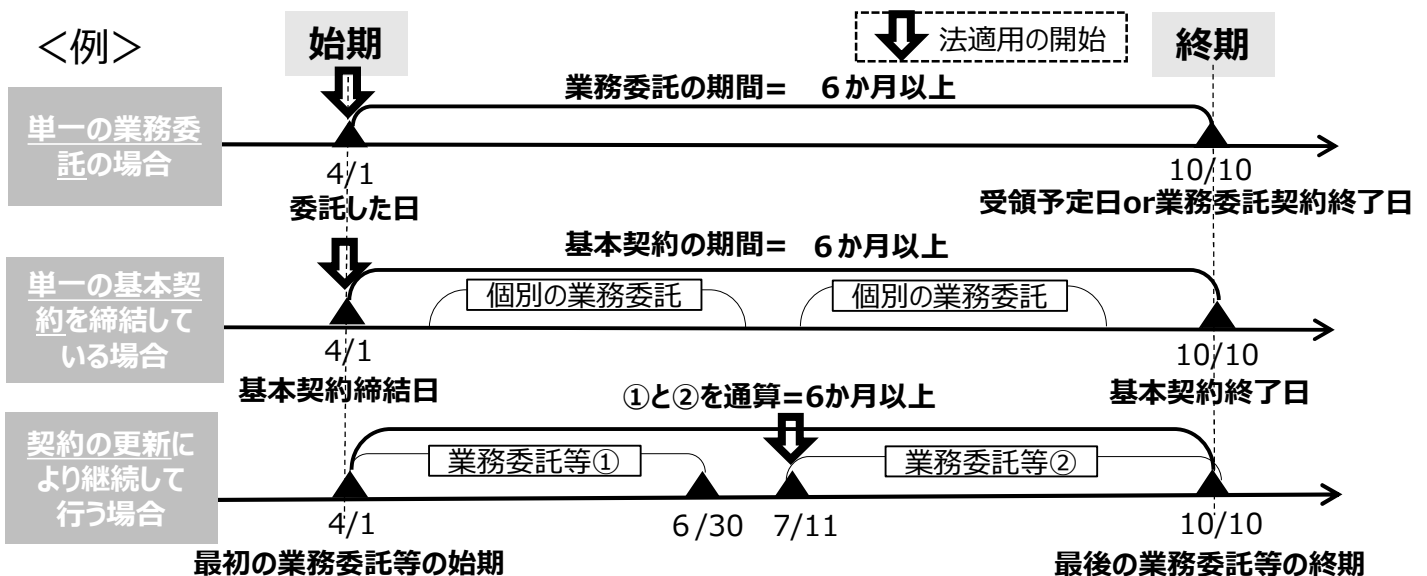 <例>
始期
法適用の開始
終期
業務委託の期間= 6か月以上
単一の業務委
託の場合
4/1
10/10
委託した日
受領予定日or業務委託契約終了日
基本契約の期間= 6か月以上
単一の基本契
約を締結して
いる場合
個別の業務委託
個別の業務委託
4/1
10/10
基本契約締結日
基本契約終了日
①と②を通算=6か月以上
契約の更新に
より継続して
行う場合
業務委託等①
業務委託等②
4/1
6/30
7/11
10/10
最初の業務委託等の始期
最後の業務委託等の終期